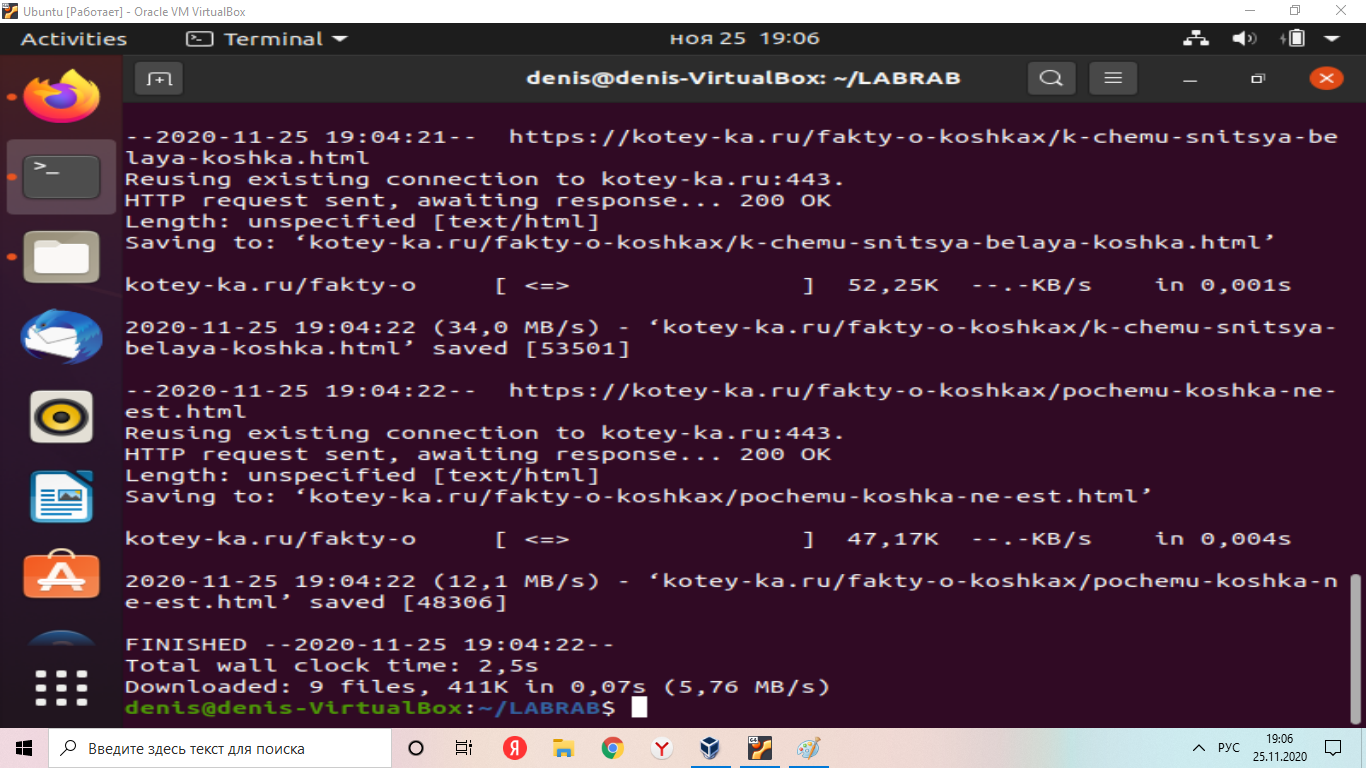 Ubuntu [Работает] - Oracle VM VirtualBox
Activities
Terminal
ноя 25 19:06
denis@denis-VirtualBox: ~/LABRAB
--2020-11-25 19:04:21-- https://kotey-ka.ru/fakty-o-koshkax/k-chemu-snitsya-be
laya-koshka.html
Reusing existing connection to kotey-ka.ru:443.
HTTP request sent, awaiting response... 200 OK
Length: unspecified [text/html]
Saving to: ‘kotey-ka.ru/fakty-o-koshkax/k-chemu-snitsya-belaya-koshka.html’
kotey-ka.ru/fakty-o [ <=> ] 52,25K --.-KB/s in 0,001s
2020-11-25 19:04:22 (34,0 MB/s) - ‘kotey-ka.ru/fakty-o-koshkax/k-chemu-snitsya-
belaya-koshka.html’ saved [53501]
--2020-11-25 19:04:22-- https://kotey-ka.ru/fakty-o-koshkax/pochemu-koshka-ne-
est.html
Reusing existing connection to kotey-ka.ru:443.
HTTP request sent, awaiting response... 200 OK
Length: unspecified [text/html]
Saving to: ‘kotey-ka.ru/fakty-o-koshkax/pochemu-koshka-ne-est.html’
kotey-ka.ru/fakty-o [ <=> ] 47,17K --.-KB/s in 0,004s
2020-11-25 19:04:22 (12,1 MB/s) - ‘kotey-ka.ru/fakty-o-koshkax/pochemu-koshka-n
e-est.html’ saved [48306]
FINISHED --2020-11-25 19:04:22--
Total wall clock time: 2,5s
Downloaded: 9 files, 411K in 0,07s (5,76 MB/s)
denis@denis-VirtualBox:~/LABRAB$
Введите здесь текст для поиска
РУС
19:06
25.11.2020